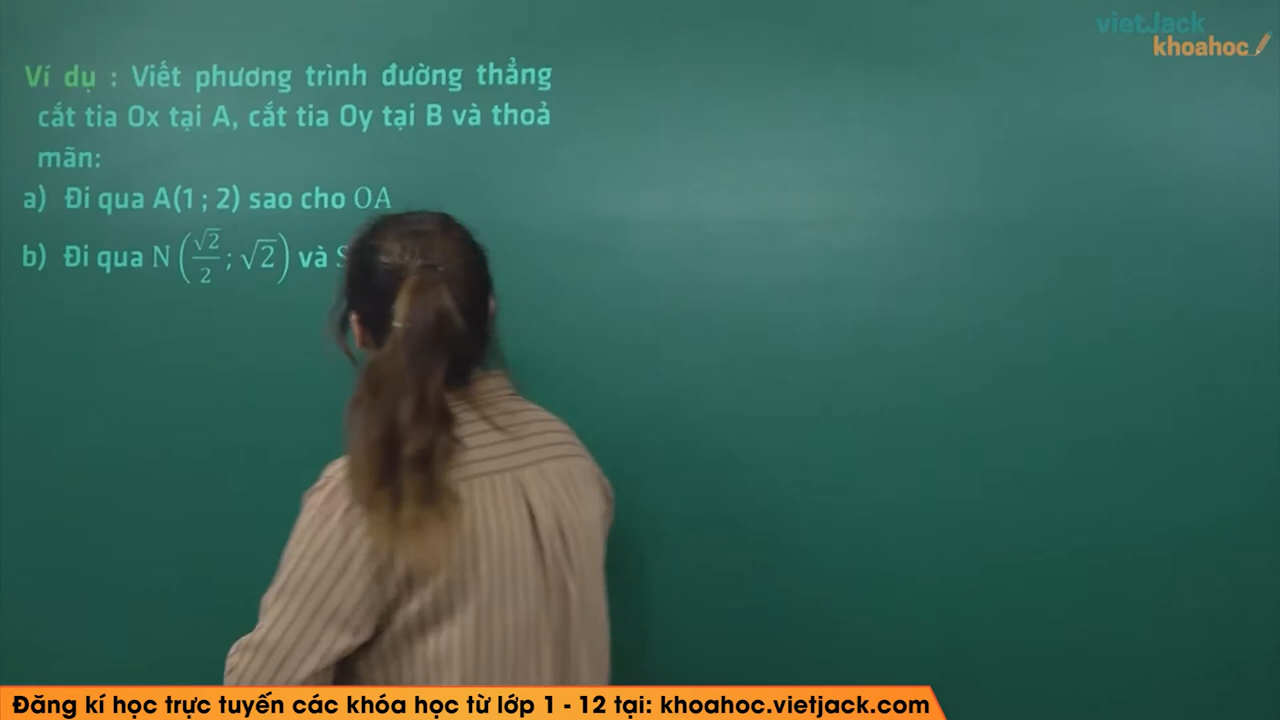 vietJack
khoahoc
Ví dụ : Viết phương trình đường thẳng
cắt tia Ox tại A, cắt tia Oy tại B và thoả
mãn:
a) Đi qua A(1 ; 2) sao cho OA
b) Đi qua N (√2/2 ; √2) và S
Đăng kí học trực tuyến các khóa học từ lớp 1 - 12 tại: khoahoc.vietjack.com